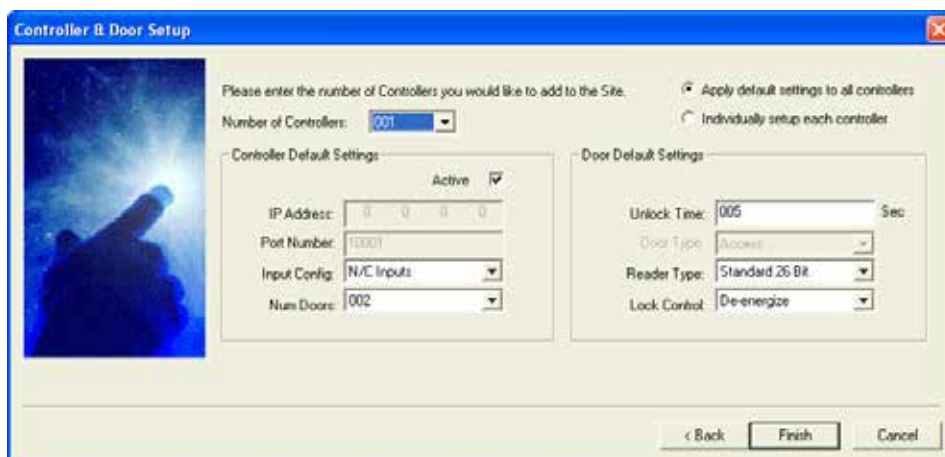 Controller & Door Setup
Please enter the number of Controllers you would like to add to the Site.
Number of Controllers: 001
Apply default settings to all controllers
Individually setup each controller
Controller Default Settings
Active
IP Address: 0 0 0 0
Port Number: 10001
Input Config: N/C Inputs
Num Doors: 002
Door Default Settings
Unlock Time: 005 Sec
Door Type: Access
Reader Type: Standard 26 Bit
Lock Control: De-energize
< Back Finish Cancel